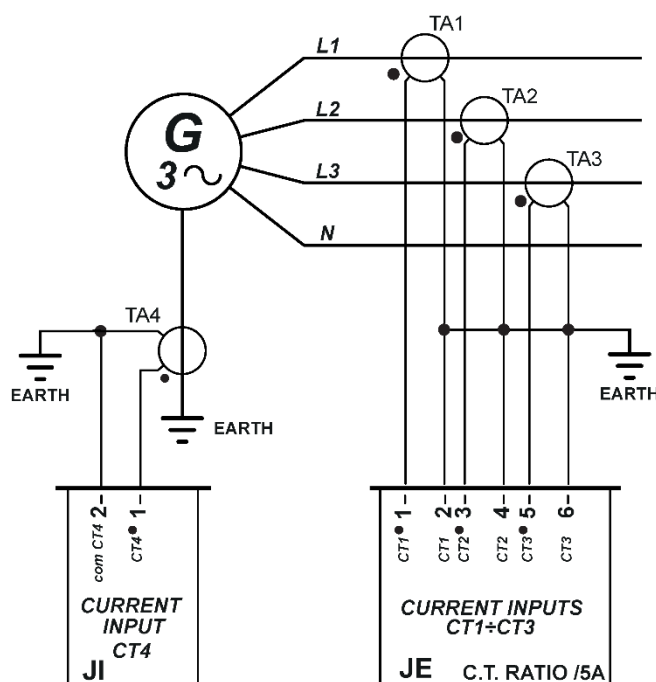 TA1
L1
TA2
L2
G
3~
TA3
L3
N
TA4
EARTH
EARTH
EARTH
2
1
com CT4
CT4•
CURRENT
INPUT
CT4
JI
1
2
3
4
5
6
CT1•
CT1
CT2•
CT2
CT3•
CT3
CURRENT INPUTS
CT1÷CT3
JE
C.T. RATIO /5A